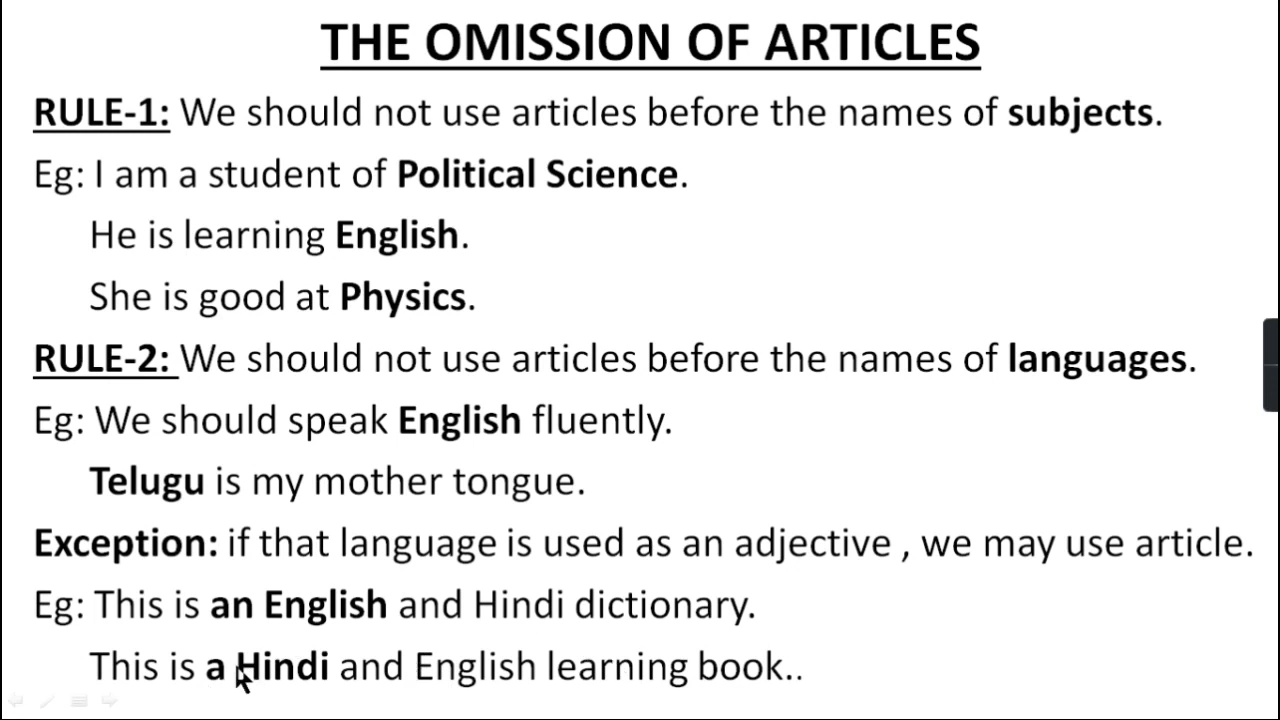 THE OMISSION OF ARTICLES
RULE-1: We should not use articles before the names of subjects.
Eg: I am a student of Political Science.
He is learning English.
She is good at Physics.
RULE-2: We should not use articles before the names of languages.
Eg: We should speak English fluently.
Telugu is my mother tongue.
Exception: if that language is used as an adjective , we may use article.
Eg: This is an English and Hindi dictionary.
This is a Hindi and English learning book..